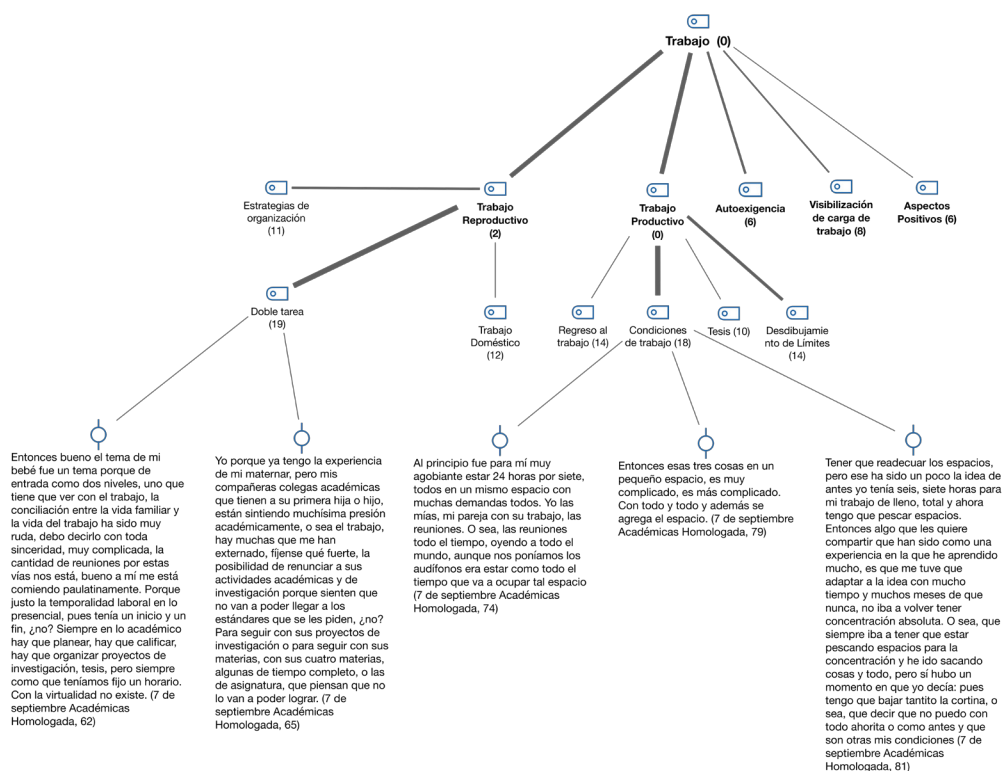 Trabajo (0)
Estrategias de
organización
(11)
Trabajo
Reproductivo
(2)
Trabajo
Productivo
(0)
Autoexigencia
(6)
Visibilización
de carga de
trabajo (8)
Aspectos
Positivos (6)
Doble tarea
(19)
Trabajo
Doméstico
(12)
Regreso al
trabajo (14)
Condiciones
de trabajo (18)
Tesis (10)
Desdibujamie
nto de Límites
(14)
Entonces bueno el tema de mi
bebé fue un tema porque de
entrada como dos niveles, uno que
tiene que ver con el trabajo, la
conciliación entre la vida familiar y
la vida del trabajo ha sido muy
ruda, debo decirlo con toda
sinceridad, muy complicada, la
cantidad de reuniones por estas
vías nos está, bueno a mí me está
comiendo paulatinamente. Porque
justo la temporalidad laboral en lo
presencial, pues tenía un inicio y un
fin, ¿no? Siempre en lo académico
hay que planear, hay que calificar,
hay que organizar proyectos de
investigación, tesis, pero siempre
como que teníamos fijo un horario.
Con la virtualidad no existe. (7 de
septiembre Académicas
Homologada, 62)
Yo porque ya tengo la experiencia
de mi maternar, pero mis
compañeras colegas académicas
que tienen a su primera hija o hijo,
están sintiendo muchísima presión
académicamente, o sea el trabajo,
hay muchas que me han
externado, fíjense qué fuerte, la
posibilidad de renunciar a sus
actividades académicas y de
investigación porque sienten que
no van a poder llegar a los
estándares que se les piden, ¿no?
Para seguir con sus proyectos de
investigación o para seguir con sus
materias, con sus cuatro materias,
algunas de tiempo completo, o las
de asignatura, que piensan que no
lo van a poder lograr. (7 de
septiembre Académicas
Homologada, 65)
Al principio fue para mí muy
agobiante estar 24 horas por siete,
todos en un mismo espacio con
muchas demandas todos. Yo las
mías, mi pareja con su trabajo, las
reuniones. O sea, las reuniones
todo el tiempo, oyendo a todo el
mundo, aunque nos poníamos los
audífonos era estar como todo el
tiempo que va a ocupar tal espacio
(7 de septiembre Académicas
Homologada, 74)
Entonces esas tres cosas en un
pequeño espacio, es muy
complicado, es más complicado.
Con todo y todo y además se
agrega el espacio. (7 de septiembre
Académicas Homologada, 79)
Tener que readecuar los espacios,
pero ese ha sido un poco la idea de
antes yo tenía seis, siete horas para
mi trabajo de lleno, total y ahora
tengo que pescar espacios.
Entonces algo que les quiere
compartir que han sido como una
experiencia en la que he aprendido
mucho, es que me tuve que
adaptar a la idea con mucho
tiempo y muchos meses de que
nunca, no iba a volver tener
concentración absoluta. O sea, que
siempre iba a tener que estar
pescando espacios para la
concentración y he ido sacando
cosas y todo, pero sí hubo un
momento en que yo decía: pues
tengo que bajar tantito la cortina, o
sea, que decir que no puedo con
todo ahorita o como antes y que
son otras mis condiciones (7 de
septiembre Académicas
Homologada, 81)